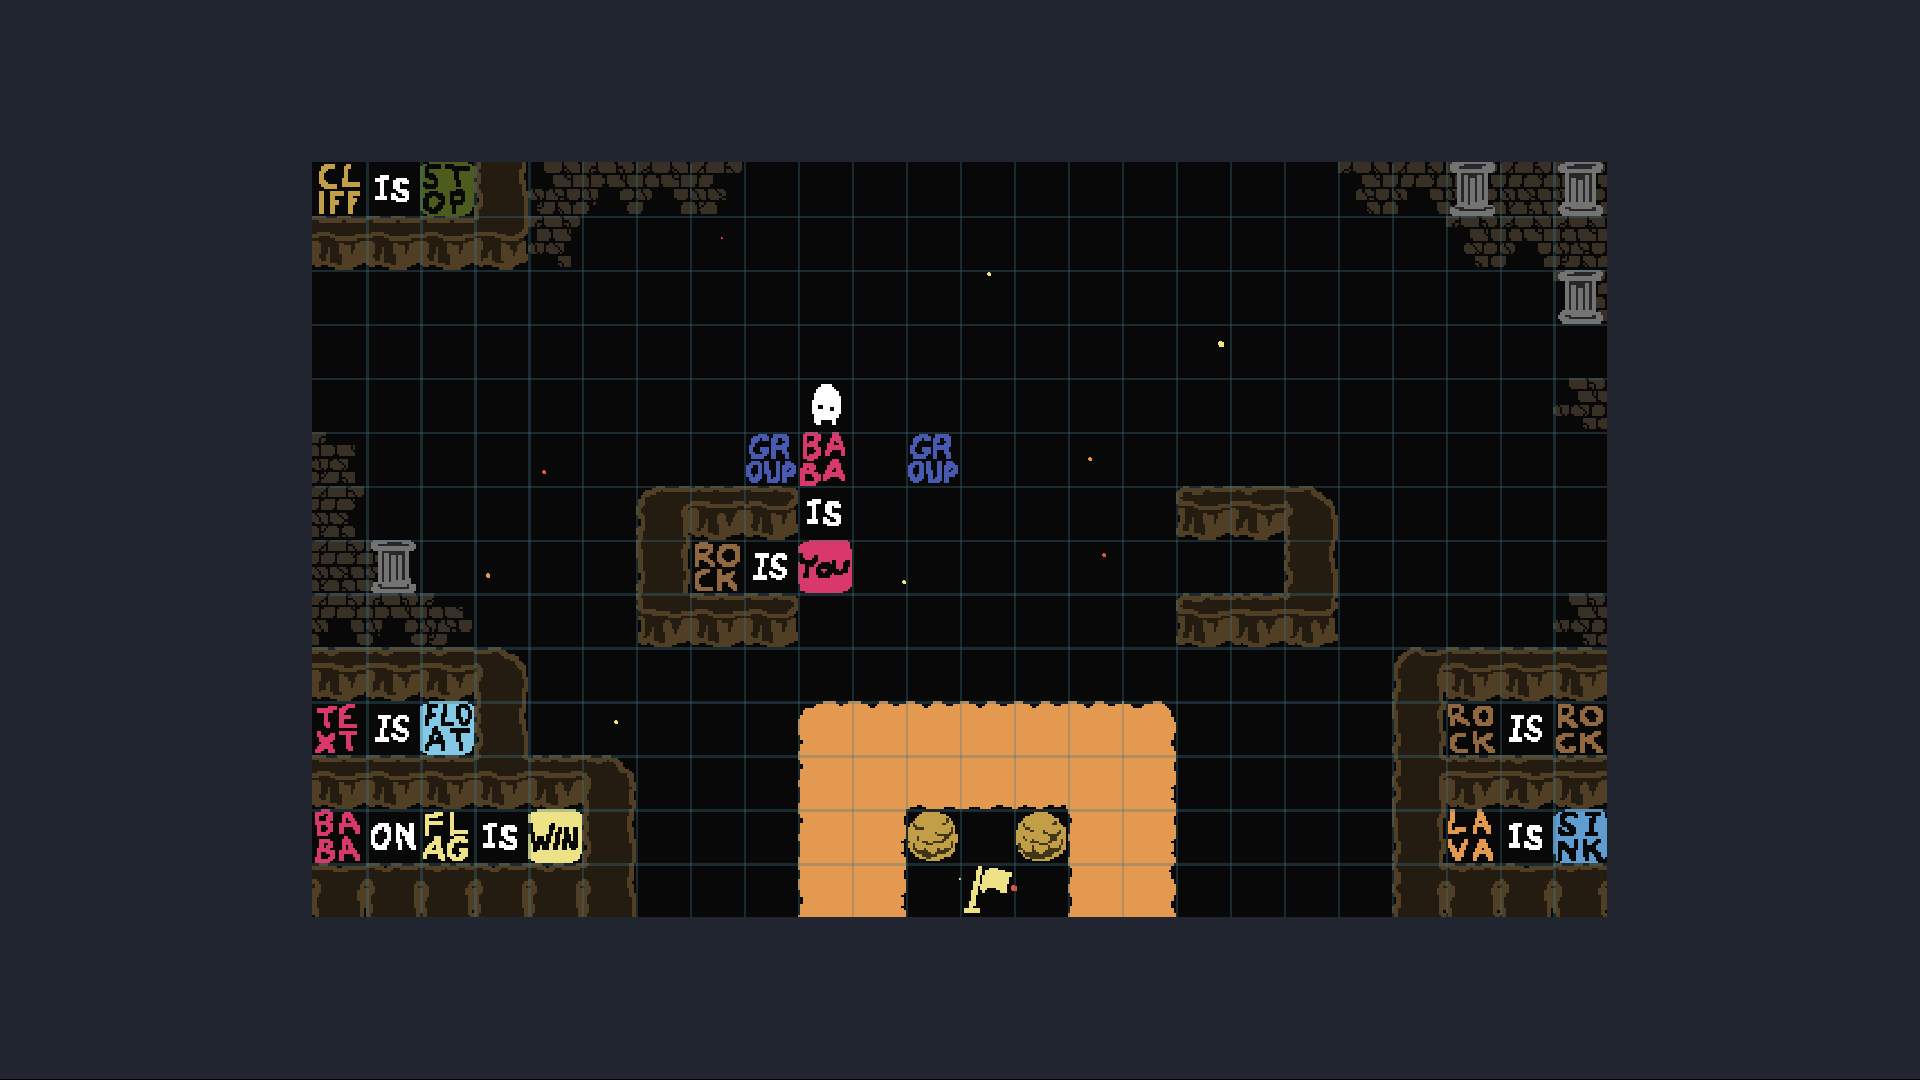 CLIFF IS STOP
GROUP BABA GROUP
IS
ROCK IS YOU
TEXT IS FLOAT ROCK IS ROCK
BABA ON FLAG IS WIN LAVA IS SINK